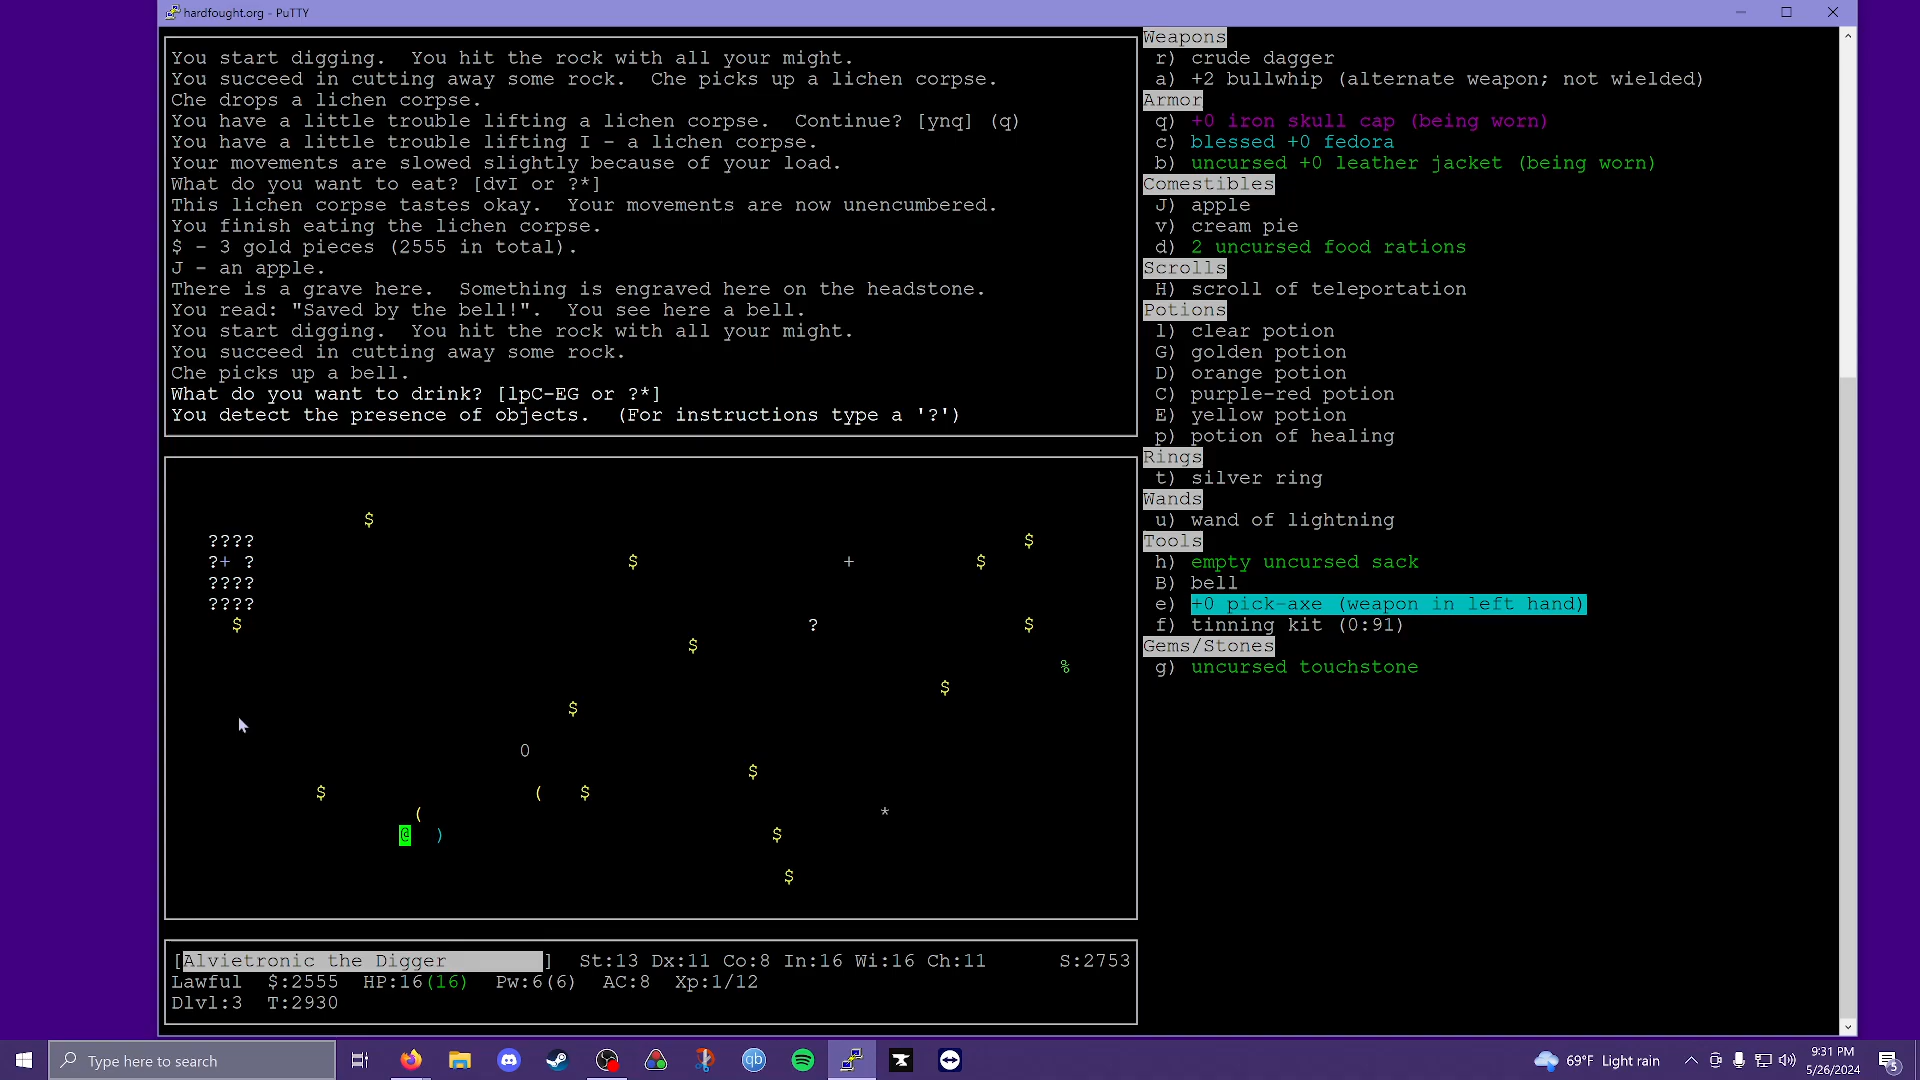 hardfought.org - PuTTY
You start digging.  You hit the rock with all your might.
You succeed in cutting away some rock.  Che picks up a lichen corpse.
Che drops a lichen corpse.
You have a little trouble lifting a lichen corpse.  Continue? [ynq] (q)
You have a little trouble lifting I - a lichen corpse.
Your movements are slowed slightly because of your load.
What do you want to eat? [dvI or ?*]
This lichen corpse tastes okay.  Your movements are now unencumbered.
You finish eating the lichen corpse.
$ - 3 gold pieces (2555 in total).
J - an apple.
There is a grave here.  Something is engraved here on the headstone.
You read: "Saved by the bell!".  You see here a bell.
You start digging.  You hit the rock with all your might.
You succeed in cutting away some rock.
Che picks up a bell.
What do you want to drink? [lpC-EG or ?*]
You detect the presence of objects.  (For instructions type a '?')
$
???? $
?+ ? $ + $
????
????
$ ? $
$
%
$
$
0
$
$ ( $
( *
@ ) $
$
[Alvietronic the Digger ] St:13 Dx:11 Co:8 In:16 Wi:16 Ch:11 S:2753
Lawful $:2555 HP:16(16) Pw:6(6) AC:8 Xp:1/12
Dlvl:3 T:2930
Weapons
r) crude dagger
a) +2 bullwhip (alternate weapon; not wielded)
Armor
q) +0 iron skull cap (being worn)
c) blessed +0 fedora
b) uncursed +0 leather jacket (being worn)
Comestibles
J) apple
v) cream pie
d) 2 uncursed food rations
Scrolls
H) scroll of teleportation
Potions
l) clear potion
G) golden potion
D) orange potion
C) purple-red potion
E) yellow potion
p) potion of healing
Rings
t) silver ring
Wands
u) wand of lightning
Tools
h) empty uncursed sack
B) bell
e) +0 pick-axe (weapon in left hand)
f) tinning kit (0:91)
Gems/Stones
g) uncursed touchstone
Type here to search
qb
69°F Light rain
9:31 PM
5/26/2024
5